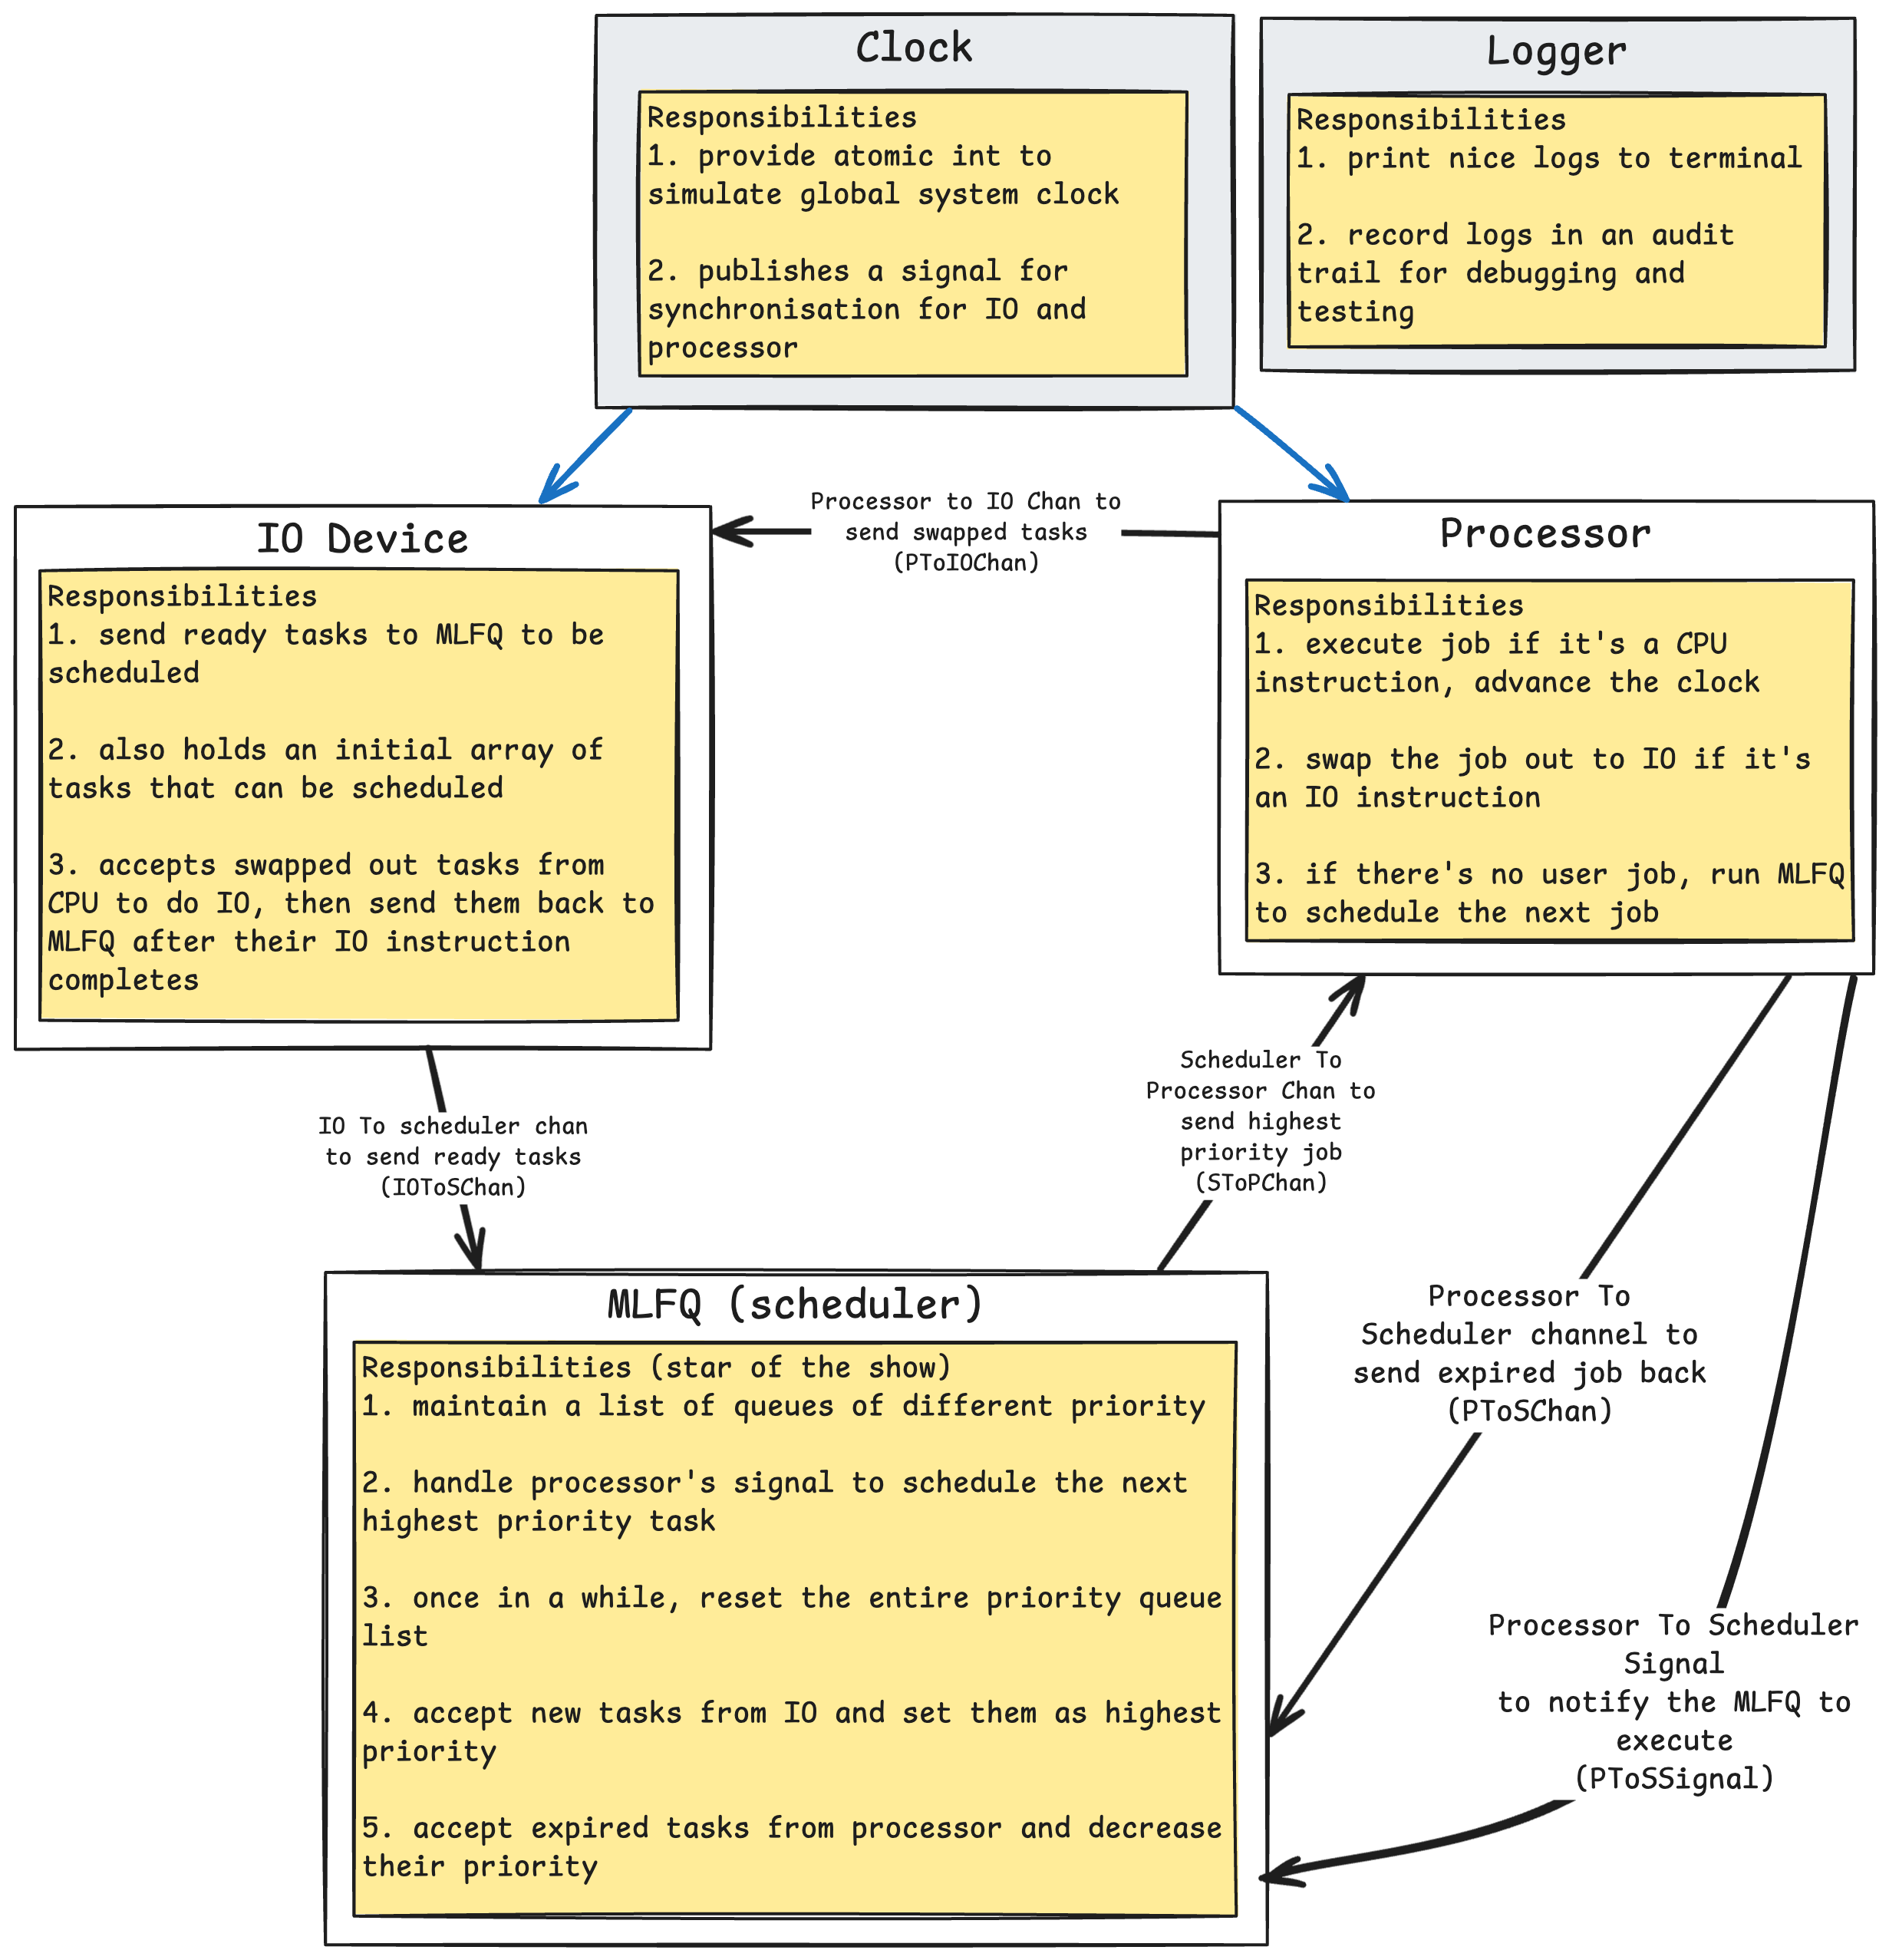 Clock
Responsibilities
1. provide atomic int to
simulate global system clock
2. publishes a signal for
synchronisation for IO and
processor
Logger
Responsibilities
1. print nice logs to terminal
2. record logs in an audit
trail for debugging and
testing
IO Device
Responsibilities
1. send ready tasks to MLFQ to be
scheduled
2. also holds an initial array of
tasks that can be scheduled
3. accepts swapped out tasks from
CPU to do IO, then send them back to
MLFQ after their IO instruction
completes
Processor to IO Chan to
send swapped tasks
(PToIOChan)
Processor
Responsibilities
1. execute job if it's a CPU
instruction, advance the clock
2. swap the job out to IO if it's
an IO instruction
3. if there's no user job, run MLFQ
to schedule the next job
IO To scheduler chan
to send ready tasks
(IOToSChan)
Scheduler To
Processor Chan to
send highest
priority job
(SToPChan)
Processor To
Scheduler channel to
send expired job back
(PToSChan)
Processor To Scheduler
Signal
to notify the MLFQ to
execute
(PToSSignal)
MLFQ (scheduler)
Responsibilities (star of the show)
1. maintain a list of queues of different priority
2. handle processor's signal to schedule the next
highest priority task
3. once in a while, reset the entire priority queue
list
4. accept new tasks from IO and set them as highest
priority
5. accept expired tasks from processor and decrease
their priority